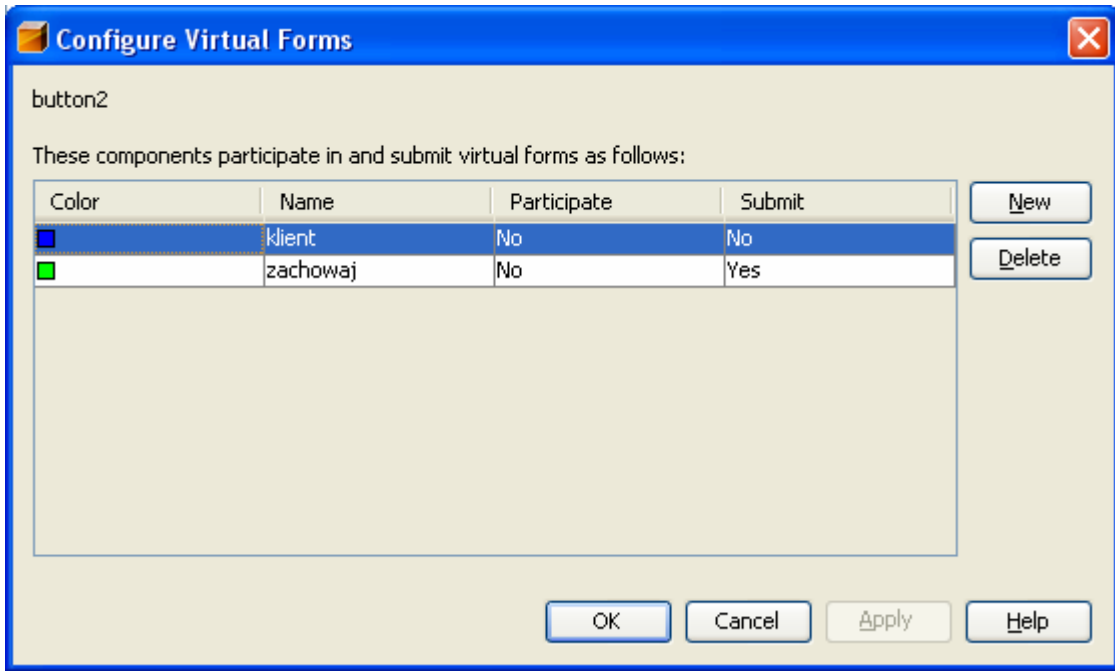 Configure Virtual Forms
button2
These components participate in and submit virtual forms as follows:
Color Name Participate Submit
klient No No
zachowaj No Yes
New
Delete
OK Cancel Apply Help